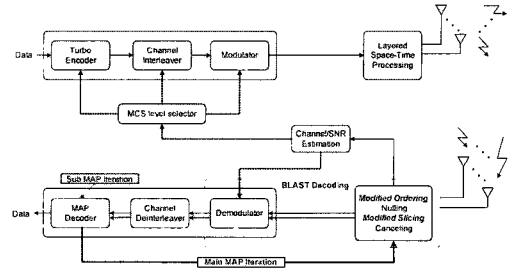 Data
Turbo
Encoder
Channel
Interleaver
Modulator
Layered
Space-Time
Processing
MCS level selector
Channel/SNR
Estimation
Sub MAP Iteration
BLAST Decoding
Data
MAP
Decoder
Channel
Deinterleaver
Demodulator
Modified Ordering
Nulling
Modified Slicing
Canceling
Main MAP Iteration